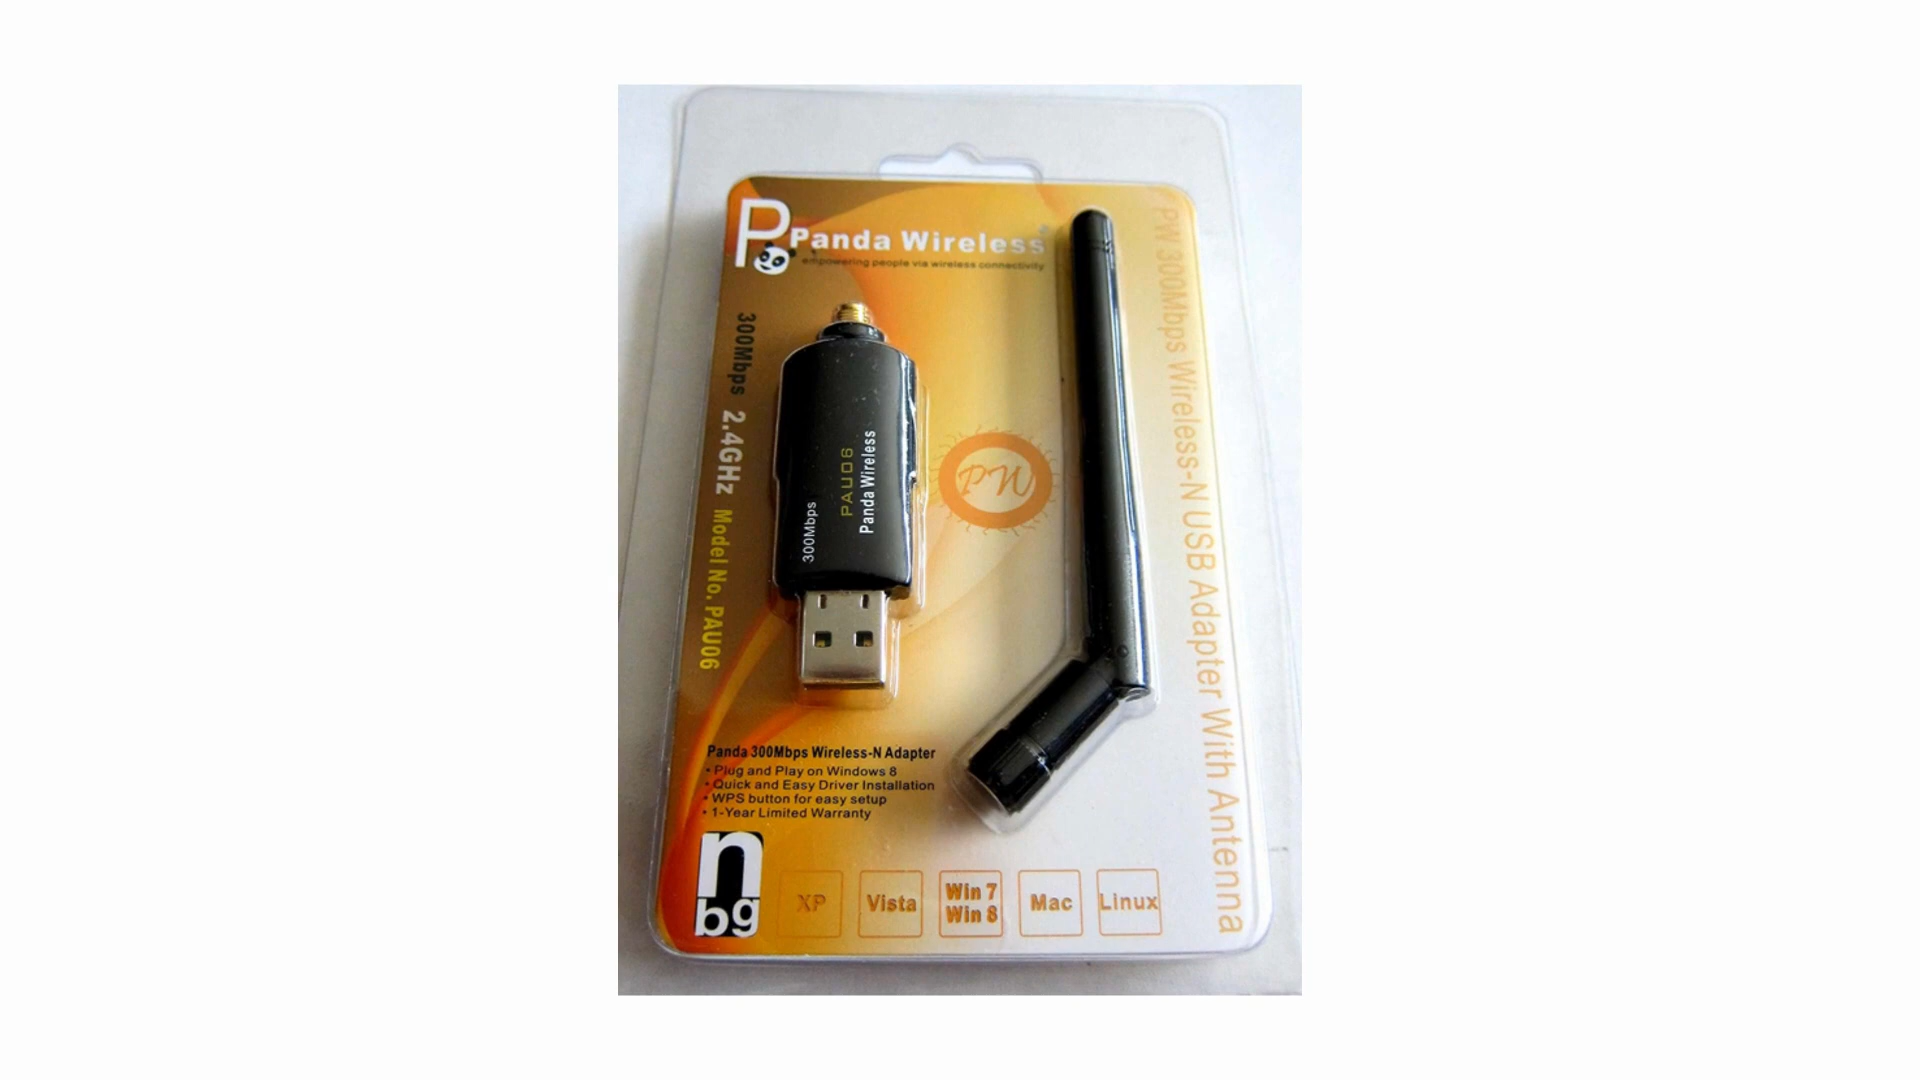 P
Panda Wireless
empowering people via wireless connectivity
PW 300Mbps Wireless-N USB Adapter With Antenna
300Mbps 2.4GHz Model No. PAU06
300Mbps
PAU06
Panda Wireless
Panda 300Mbps Wireless-N Adapter
• Plug and Play on Windows 8
• Quick and Easy Driver Installation
• WPS button for easy setup
• 1-Year Limited Warranty
n
bg
XP
Vista
Win 7
Win 8
Mac
Linux